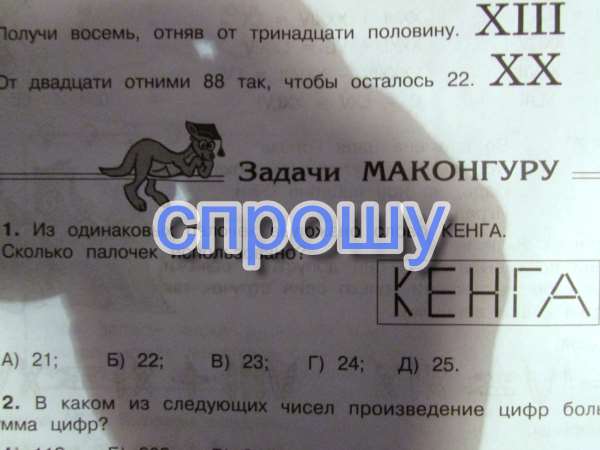 Получи восемь, отняв от тринадцати половину. XIII
От двадцати отними 88 так, чтобы осталось 22. XX
Задачи МАКОНГУРУ
1. Из одинаковых КЕНГА.
Сколько палочек
спрошу
КЕНГА
А) 21; Б) 22; В) 23; Г) 24; Д) 25.
2. В каком из следующих чисел произведение цифр бол
мма цифр?